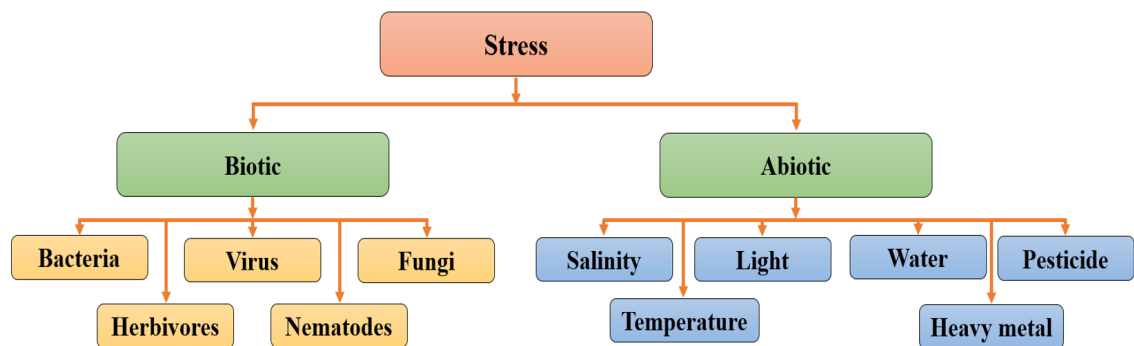 Stress
Biotic
Abiotic
Bacteria
Virus
Fungi
Herbivores
Nematodes
Salinity
Light
Water
Pesticide
Temperature
Heavy metal